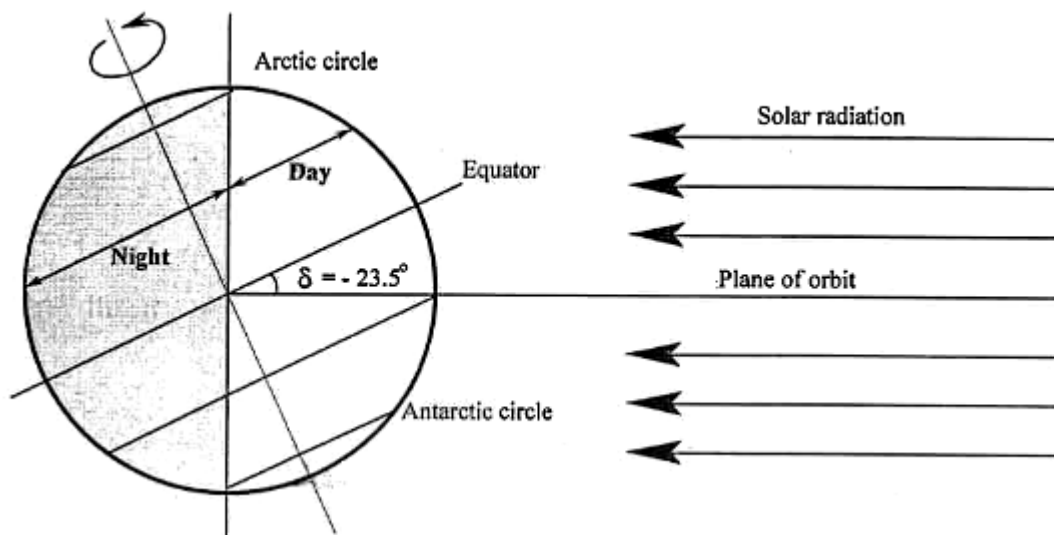 Arctic circle
Solar radiation
Day
Equator
Night
δ = - 23.5°
Plane of orbit
Antarctic circle